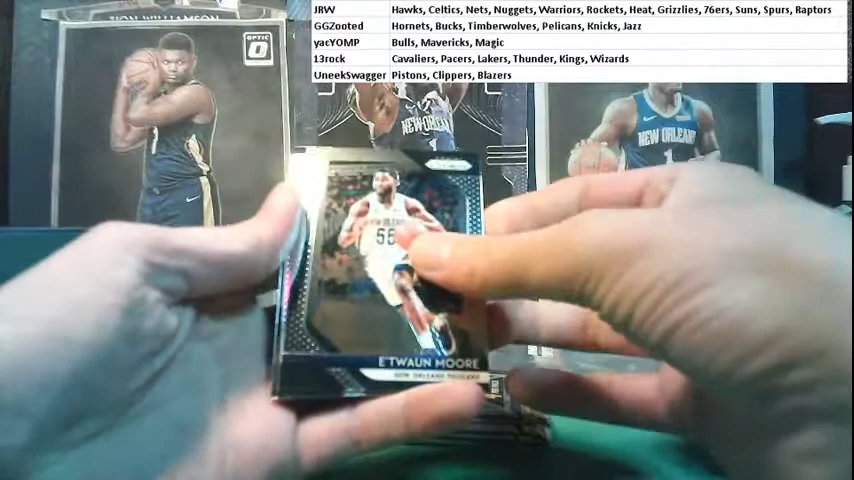 JRW Hawks, Celtics, Nets, Nuggets, Warriors, Rockets, Heat, Grizzlies, 76ers, Suns, Spurs, Raptors
GGZooted Hornets, Bucks, Timberwolves, Pelicans, Knicks, Jazz
yacYOMP Bulls, Mavericks, Magic
13rock Cavaliers, Pacers, Lakers, Thunder, Kings, Wizards
UneekSwagger Pistons, Clippers, Blazers
ZION WILLIAMSON
OPTIC
NEW ORLEANS
NEW ORLEANS
1
55
E'TWAUN MOORE
NEW ORLEANS PELICANS